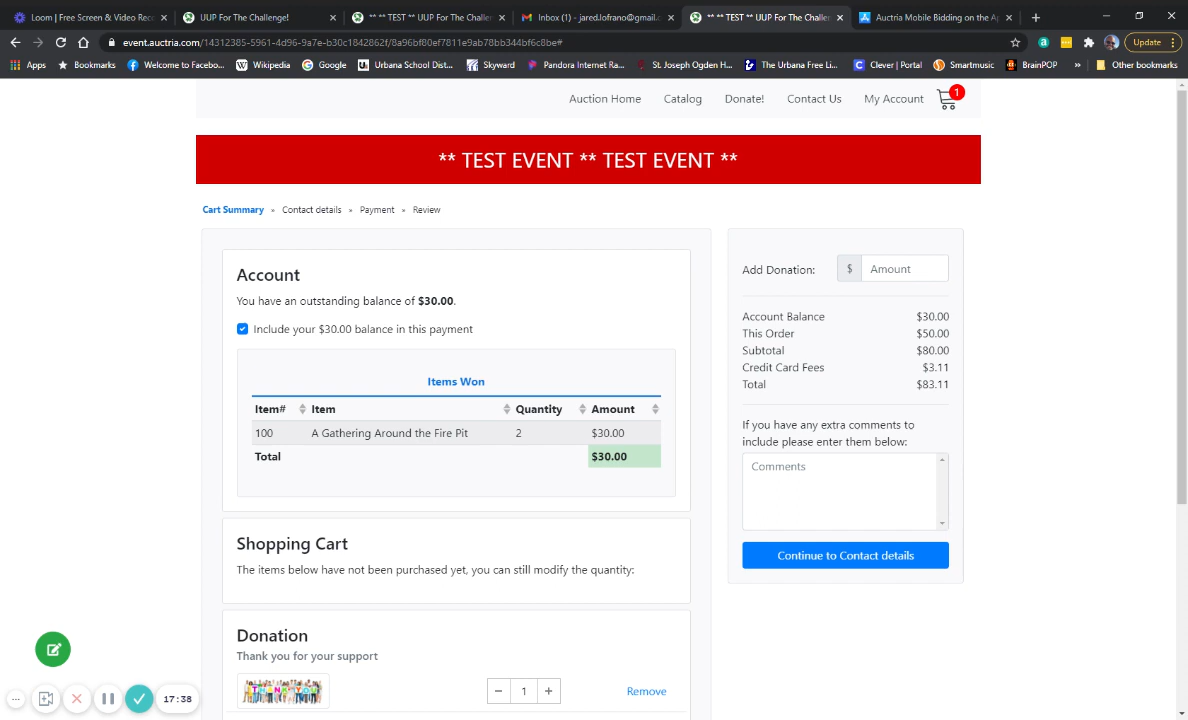 Loom | Free Screen & Video Rec
UUP For The Challenge!
** ** TEST ** UUP For The Challen
Inbox (1) - jared.lofrano@gmail.c
** ** TEST ** UUP For The Challen
Auctria Mobile Bidding on the Ap
event.auctria.com/14312385-5961-4d96-9a7e-b30c1842862f/8a96bf80ef7811e9ab78bb344bf6c8be#
Update
Apps
Bookmarks
Welcome to Facebo...
Wikipedia
Google
Urbana School Dist...
Skyward
Pandora Internet Ra...
St. Joseph Ogden H...
The Urbana Free Li...
Clever | Portal
Smartmusic
BrainPOP
»
Other bookmarks
Auction Home
Catalog
Donate!
Contact Us
My Account
1
** TEST EVENT ** TEST EVENT **
Cart Summary » Contact details » Payment » Review
Account
You have an outstanding balance of $30.00.
Include your $30.00 balance in this payment
Items Won
Item# Item Quantity Amount
100 A Gathering Around the Fire Pit 2 $30.00
Total $30.00
Shopping Cart
The items below have not been purchased yet, you can still modify the quantity:
Donation
Thank you for your support
THANK YOU
− 1 +
Remove
Add Donation: $ Amount
Account Balance $30.00
This Order $50.00
Subtotal $80.00
Credit Card Fees $3.11
Total $83.11
If you have any extra comments to
include please enter them below:
Comments
Continue to Contact details
17:38